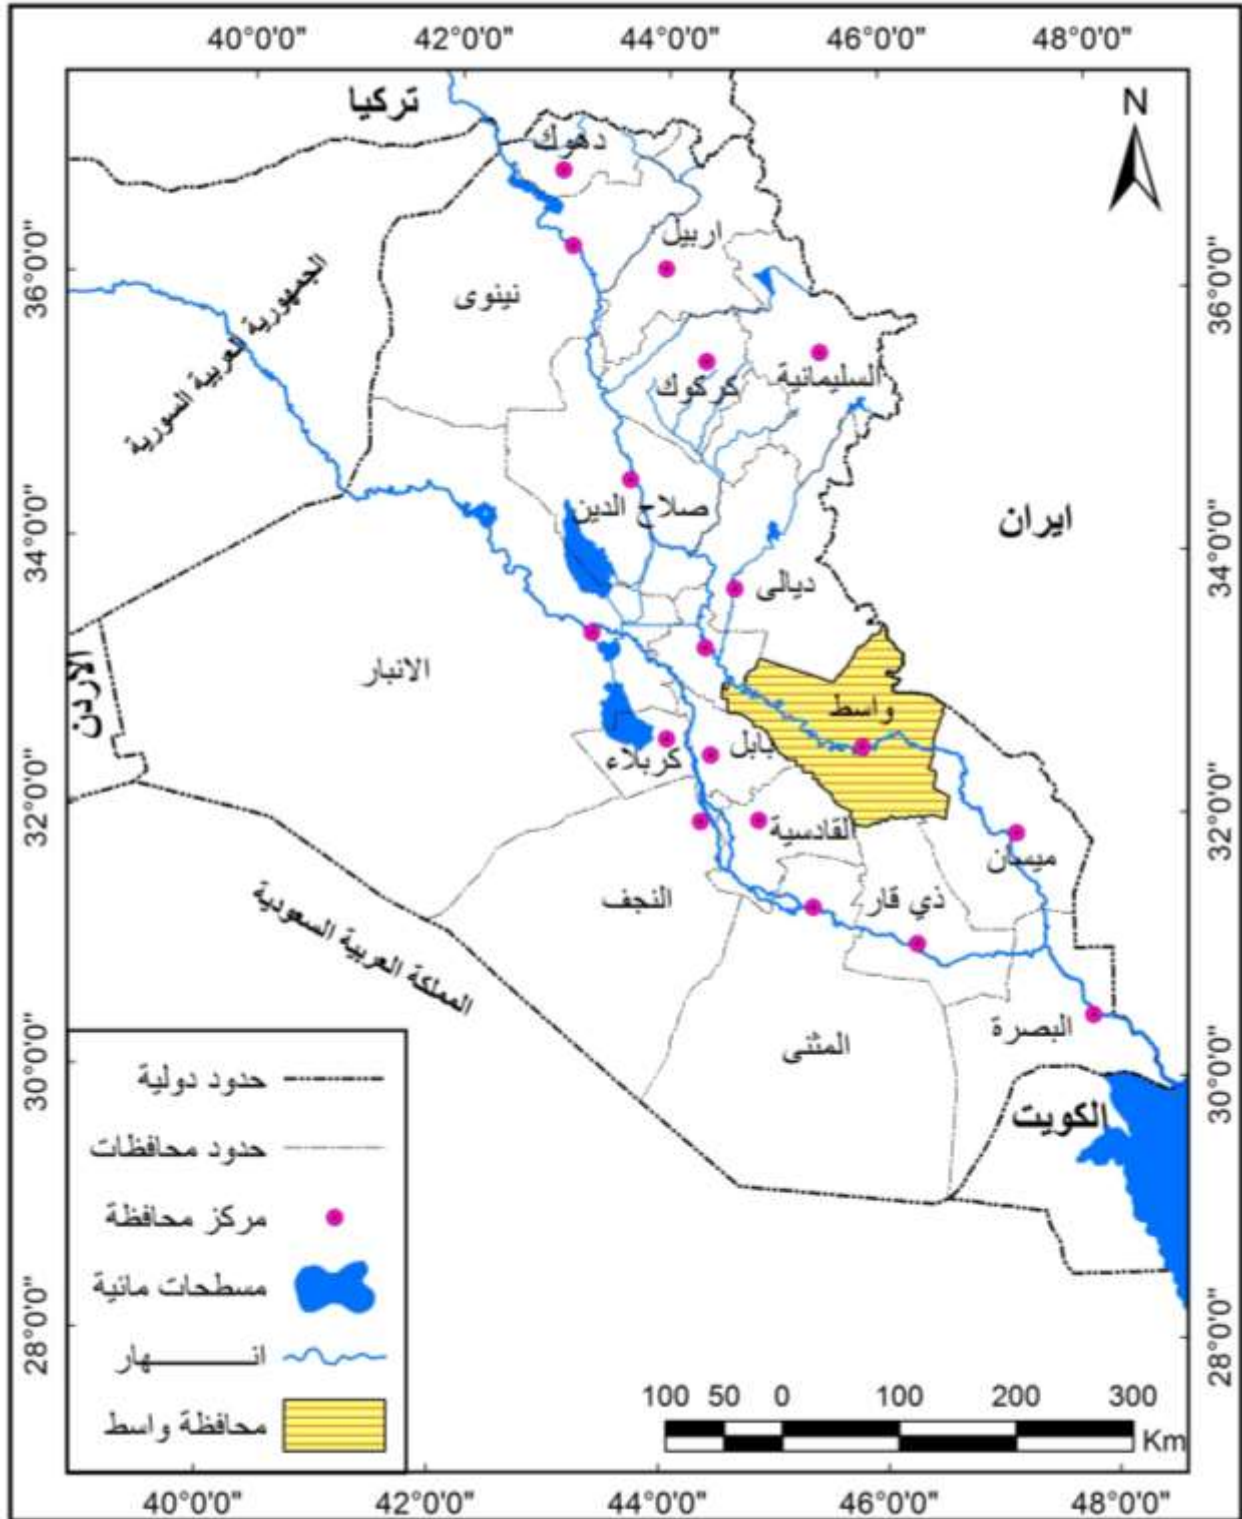 40°0'0" 42°0'0" 44°0'0" 46°0'0" 48°0'0"
N
تركيا
دهوك
اربيل
نينوى
الجمهورية العربية السورية
36°0'0" 36°0'0"
كركوك
السليمانية
صلاح الدين
ايران
34°0'0" 34°0'0"
ديالى
الانبار
الأردن
واسط
بابل
كربلاء
32°0'0" 32°0'0"
القادسية
ميسان
النجف
ذي قار
المملكة العربية السعودية
المثنى
البصرة
30°0'0" 30°0'0"
الكويت
حدود دولية
حدود محافظات
مركز محافظة
مسطحات مائية
انـــــــهار
محافظة واسط
28°0'0" 28°0'0"
100 50 0 100 200 300
Km
40°0'0" 42°0'0" 44°0'0" 46°0'0" 48°0'0"